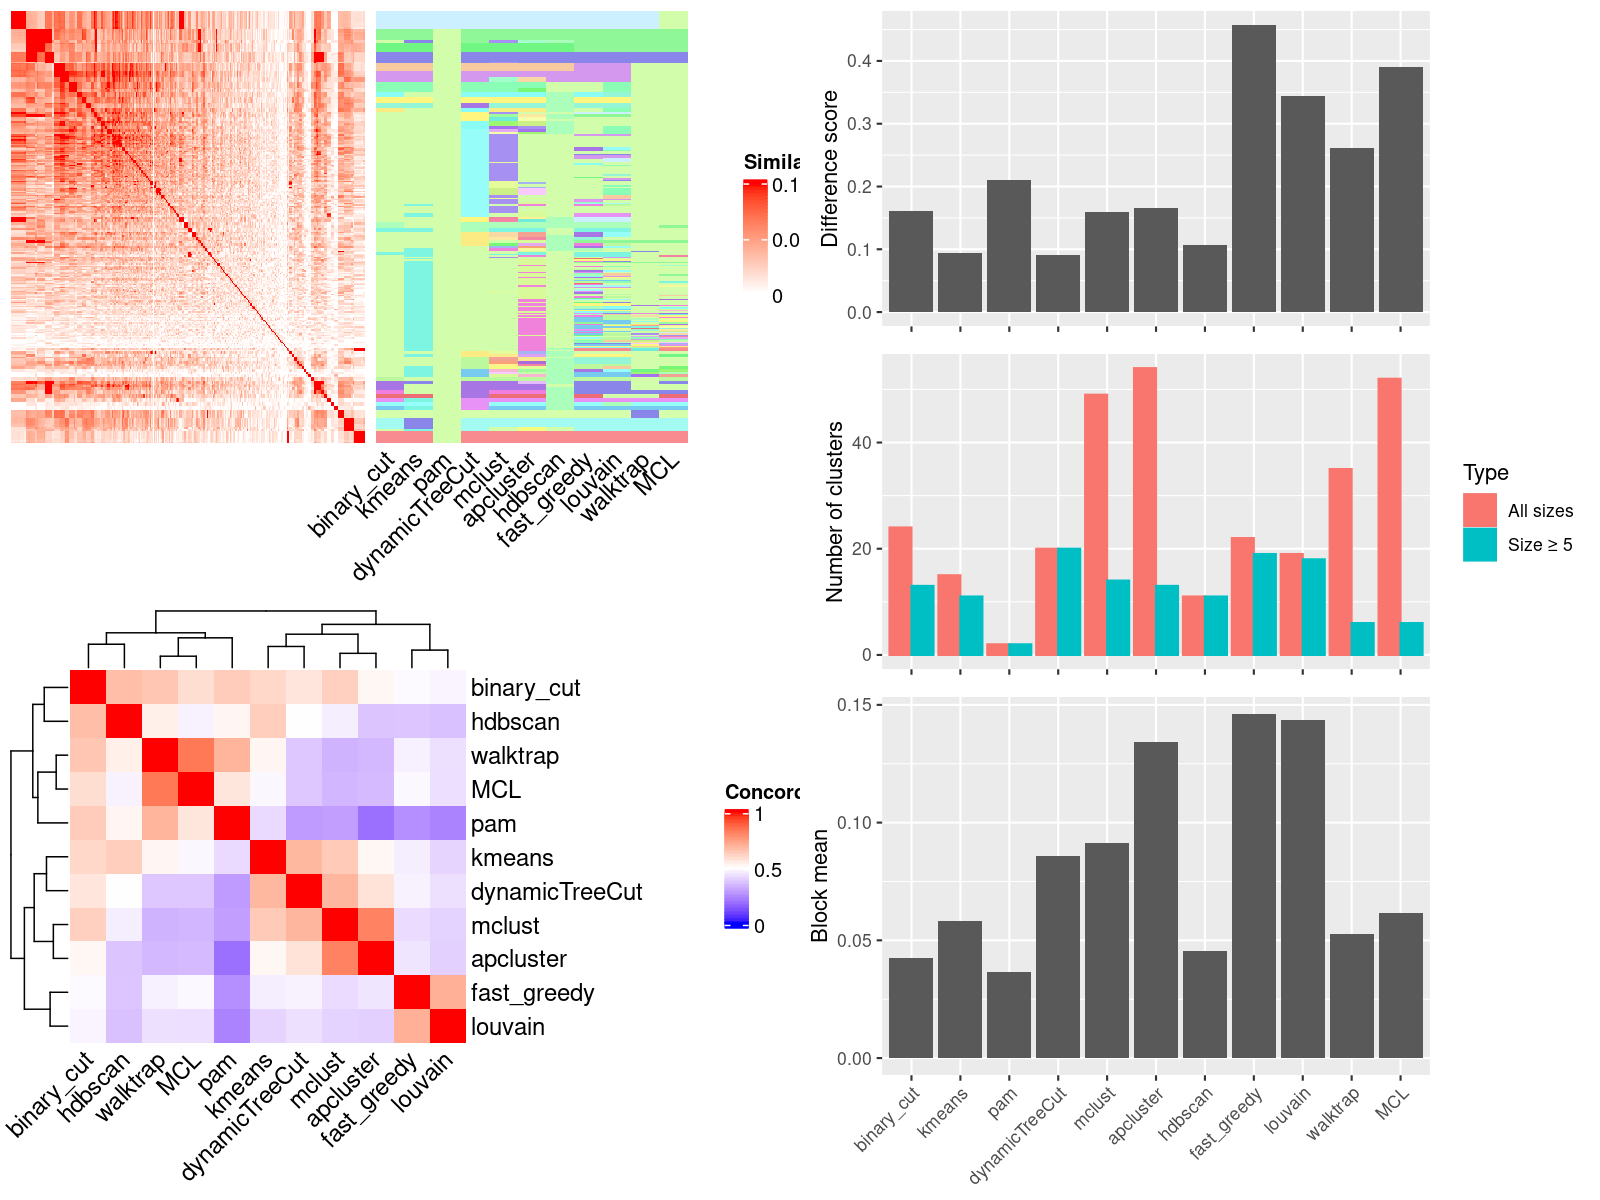 Simila
0.1
0.0
0
binary_cut
kmeans
pam
dynamicTreeCut
mclust
apcluster
hdbscan
fast_greedy
louvain
walktrap
MCL
Difference score
0.4
0.3
0.2
0.1
0.0
Number of clusters
40
20
0
Type
All sizes
Size ≥ 5
Block mean
0.15
0.10
0.05
0.00
binary_cut
kmeans
pam
dynamicTreeCut
mclust
apcluster
hdbscan
fast_greedy
louvain
walktrap
MCL
binary_cut
hdbscan
walktrap
MCL
pam
kmeans
dynamicTreeCut
mclust
apcluster
fast_greedy
louvain
binary_cut
hdbscan
walktrap
MCL
pam
kmeans
dynamicTreeCut
mclust
apcluster
fast_greedy
louvain
Concord
1
0.5
0